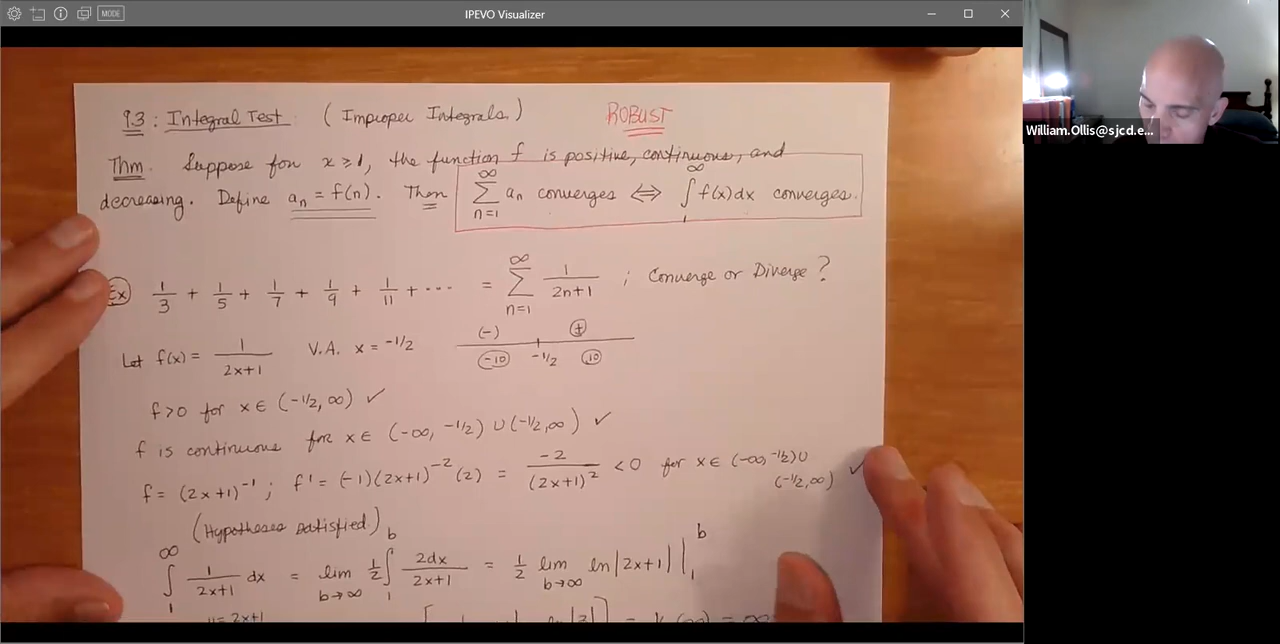 MODE
IPEVO Visualizer
William.Ollis@sjcd.e...
9.3 : Integral Test (Improper Integrals) ROBUST
Thm. Suppose for x ≥ 1, the function f is positive, continuous, and
decreasing. Define aₙ = f(n). Then ∞∑n=1 aₙ converges ⟺ ∫₁^∞ f(x)dx converges.
Ex 1/3 + 1/5 + 1/7 + 1/9 + 1/11 + ... = ∞∑n=1 1/(2n+1) ; Converge or Diverge?
Let f(x) = 1/(2x+1) V.A. x = -1/2 (-) (+) -10 -1/2 10
f>0 for x ∈ (-1/2, ∞) ✓
f is continuous for x ∈ (-∞, -1/2) ∪ (-1/2, ∞) ✓
f = (2x+1)⁻¹ ; f' = (-1)(2x+1)⁻²(2) = -2/(2x+1)² < 0 for x ∈ (-∞, -1/2) ∪
(-1/2, ∞) ✓
(Hypotheses satisfied)
∫₁^∞ 1/(2x+1) dx = lim b→∞ 1/2 ∫₁^b 2dx/(2x+1) = 1/2 lim b→∞ ln|2x+1| |₁^b
u = 2x+1